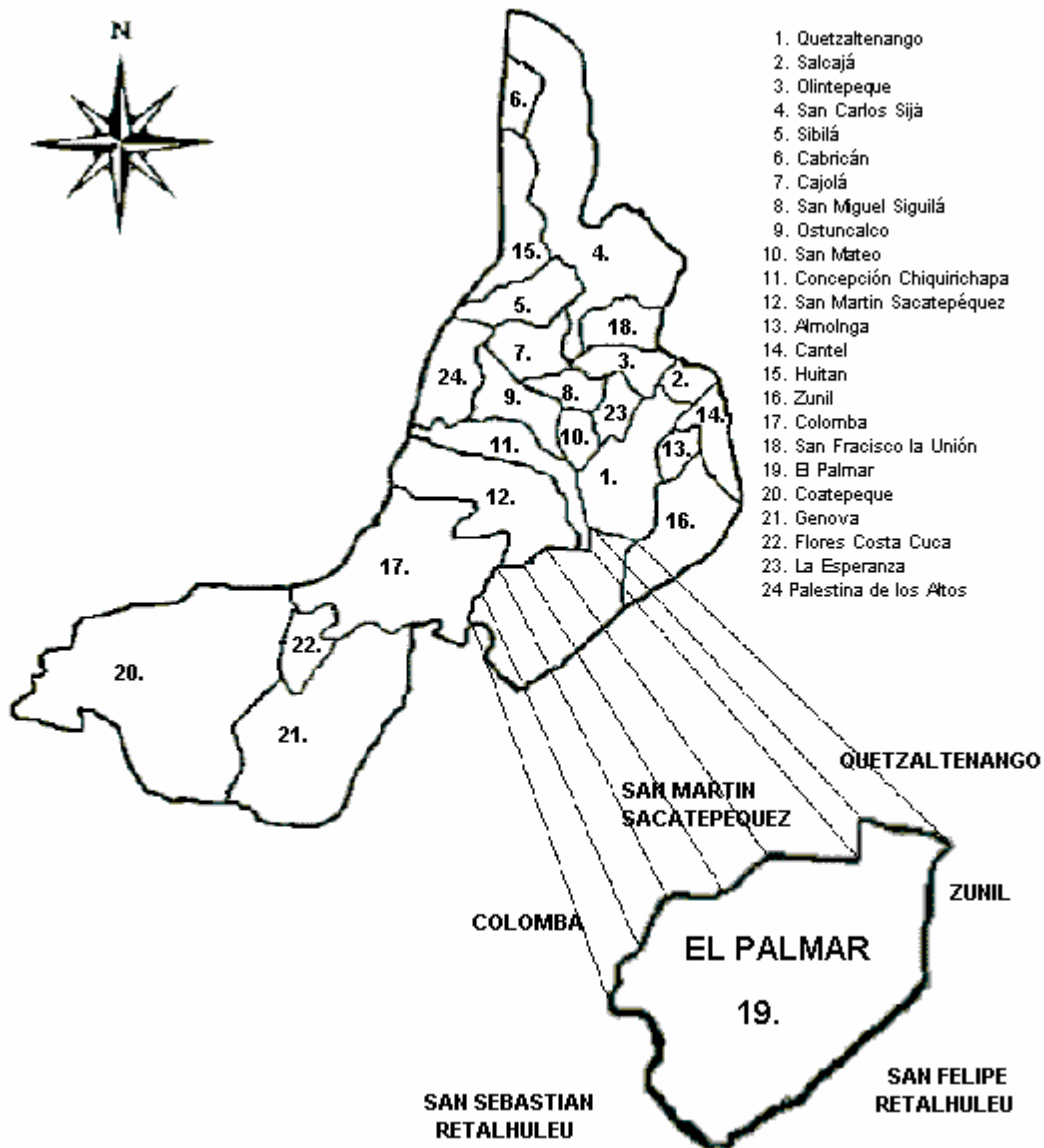 N
1. Quetzaltenango
2. Salcajá
3. Olintepeque
4. San Carlos Sijà
5. Sibilá
6. Cabricán
7. Cajolá
8. San Miguel Siguilá
9. Ostuncalco
10. San Mateo
11. Concepción Chiquirichapa
12. San Martin Sacatepéquez
13. Almolnga
14. Cantel
15. Huitan
16. Zunil
17. Colomba
18. San Fracisco la Unión
19. El Palmar
20. Coatepeque
21. Genova
22. Flores Costa Cuca
23. La Esperanza
24 Palestina de los Altos
6.
15.
4.
5.
18.
7.
3.
24.
9.
8.
23
2.
14.
11.
10.
13.
12.
1.
16.
17.
22.
20.
21.
QUETZALTENANGO
SAN MARTIN
SACATEPEQUEZ
ZUNIL
COLOMBA
EL PALMAR
19.
SAN FELIPE
RETALHULEU
SAN SEBASTIAN
RETALHULEU